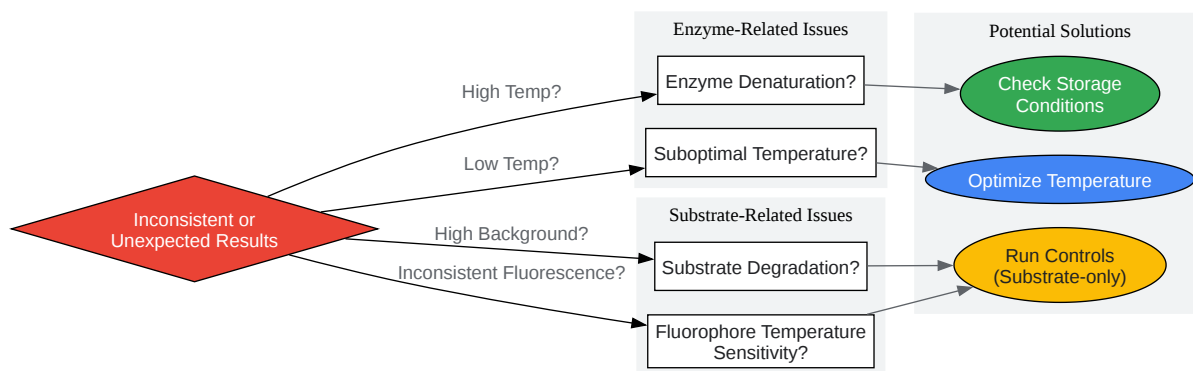 Inconsistent or
Unexpected Results
High Temp?
Low Temp?
High Background?
Inconsistent Fluorescence?
Enzyme-Related Issues
Enzyme Denaturation?
Suboptimal Temperature?
Substrate-Related Issues
Substrate Degradation?
Fluorophore Temperature
Sensitivity?
Potential Solutions
Check Storage
Conditions
Optimize Temperature
Run Controls
(Substrate-only)